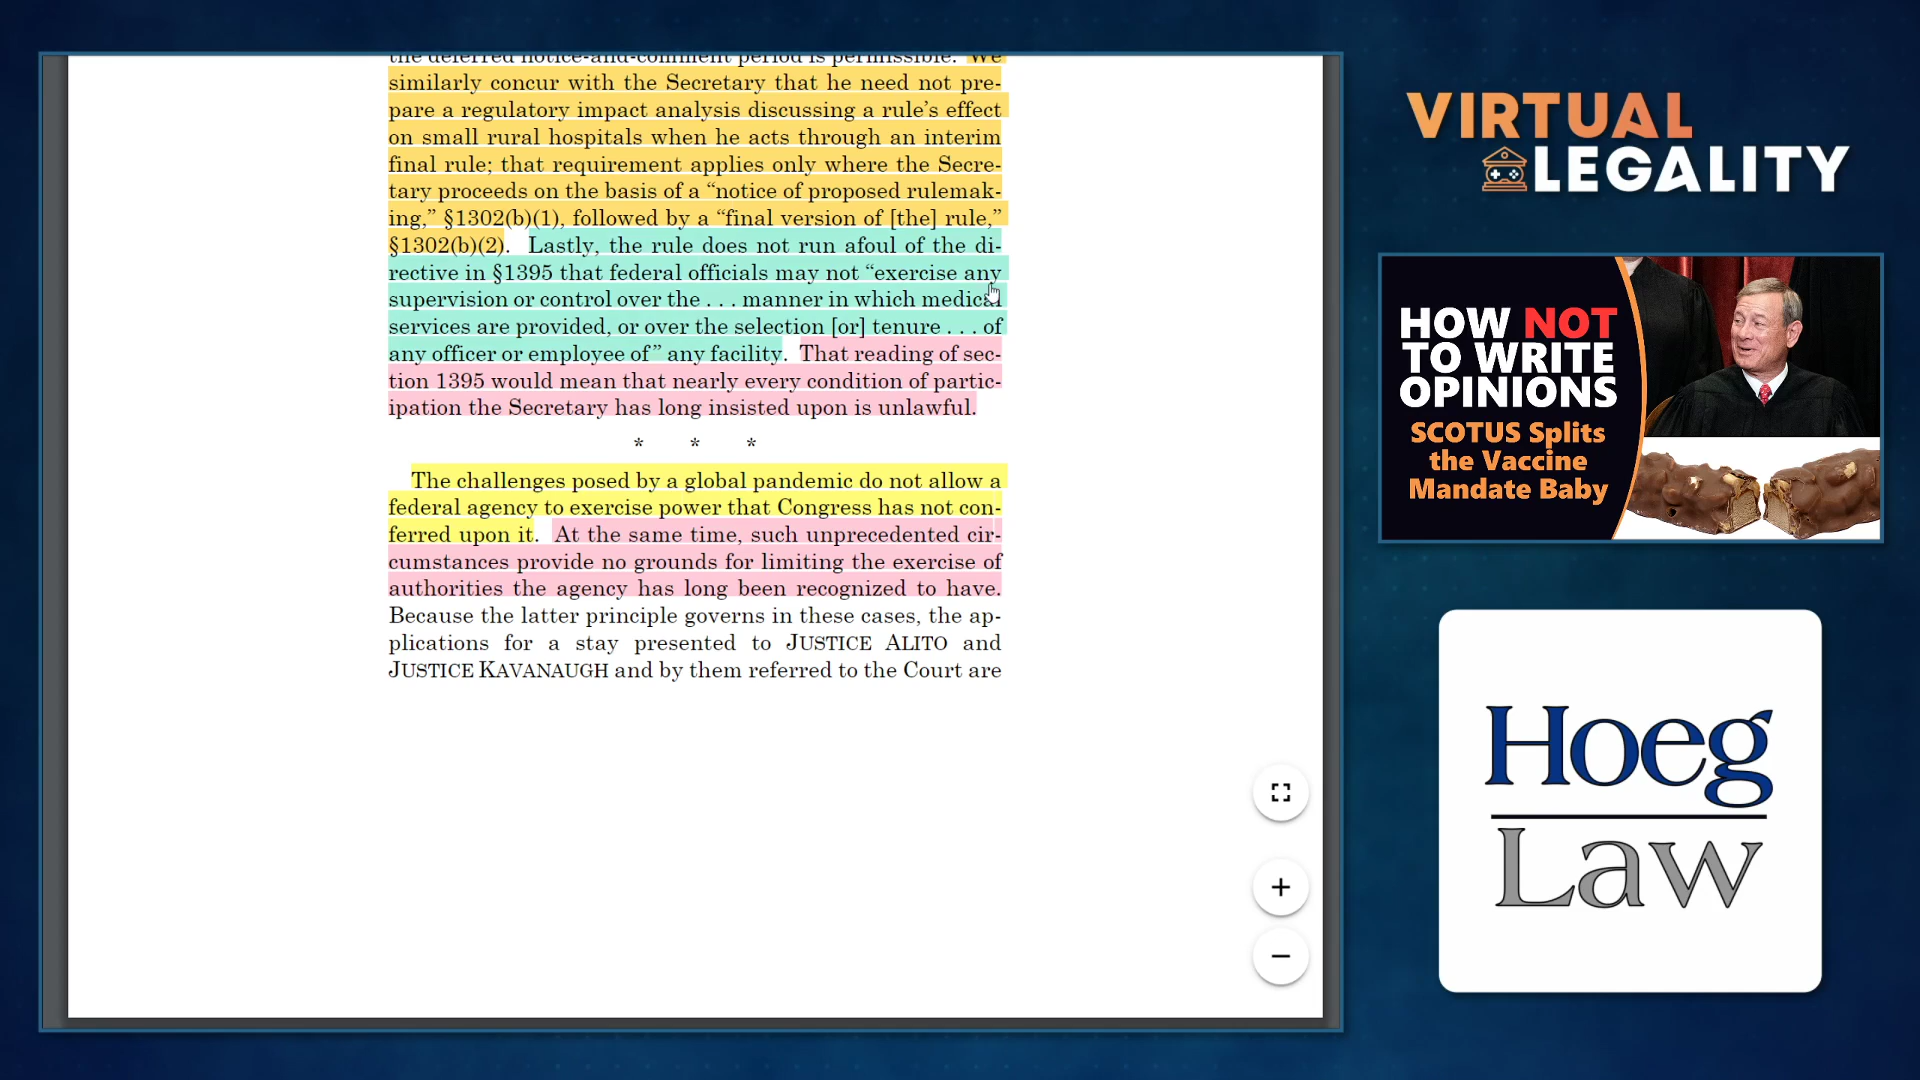 the deferred notice-and-comment period is permissible. We
similarly concur with the Secretary that he need not pre-
pare a regulatory impact analysis discussing a rule’s effect
on small rural hospitals when he acts through an interim
final rule; that requirement applies only where the Secre-
tary proceeds on the basis of a “notice of proposed rulemak-
ing,” §1302(b)(1), followed by a “final version of [the] rule,”
§1302(b)(2). Lastly, the rule does not run afoul of the di-
rective in §1395 that federal officials may not “exercise any
supervision or control over the . . . manner in which medical
services are provided, or over the selection [or] tenure . . . of
any officer or employee of” any facility. That reading of sec-
tion 1395 would mean that nearly every condition of partic-
ipation the Secretary has long insisted upon is unlawful.
* * *
The challenges posed by a global pandemic do not allow a
federal agency to exercise power that Congress has not con-
ferred upon it. At the same time, such unprecedented cir-
cumstances provide no grounds for limiting the exercise of
authorities the agency has long been recognized to have.
Because the latter principle governs in these cases, the ap-
plications for a stay presented to JUSTICE ALITO and
JUSTICE KAVANAUGH and by them referred to the Court are
VIRTUAL
LEGALITY
HOW NOT
TO WRITE
OPINIONS
SCOTUS Splits
the Vaccine
Mandate Baby
Hoeg
Law